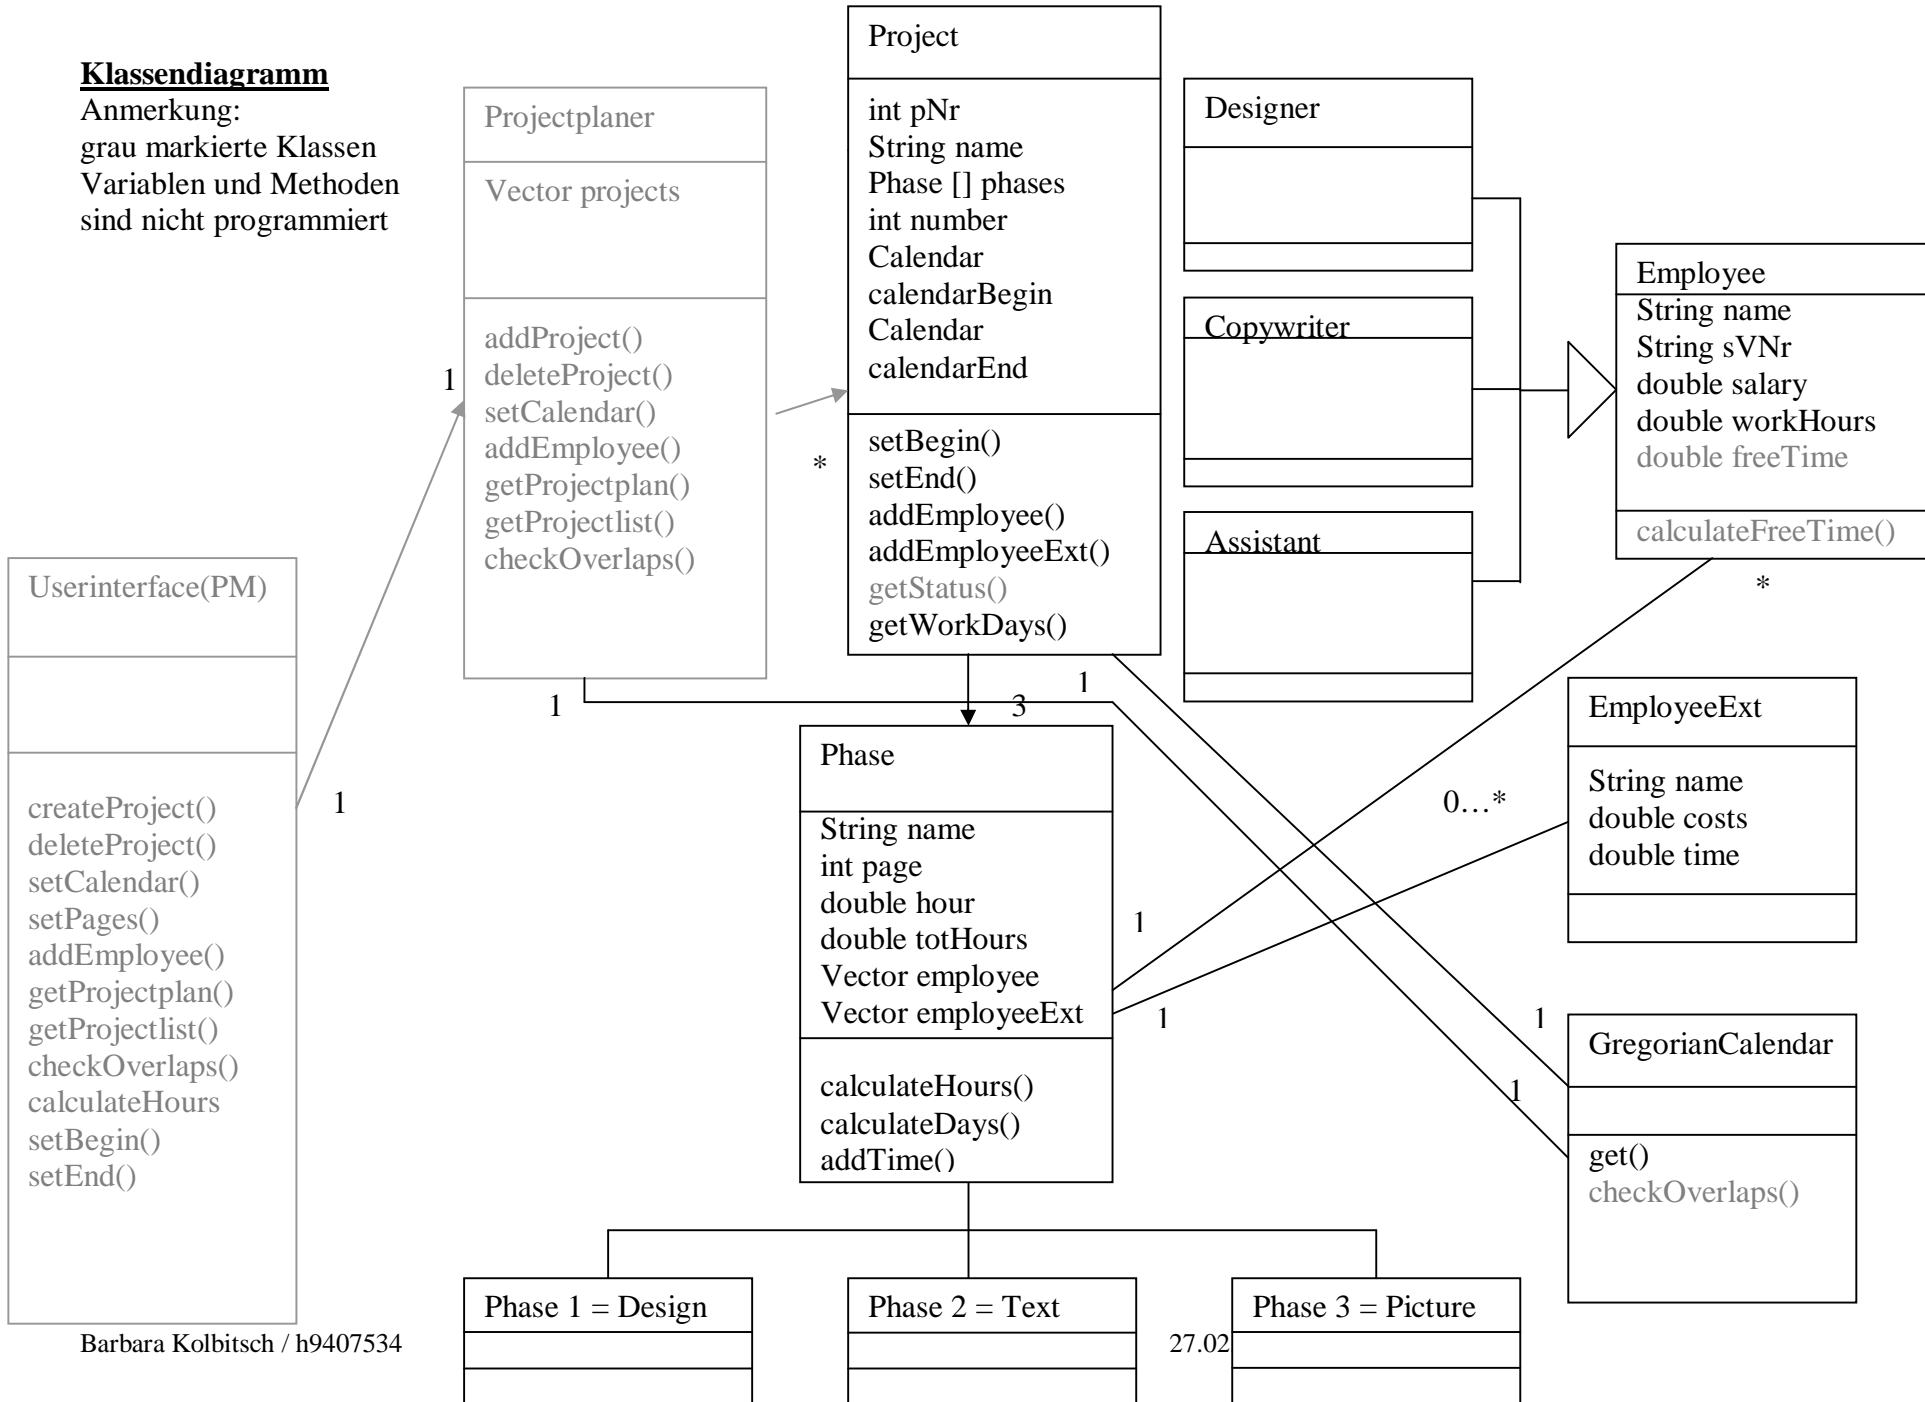 Klassendiagramm
Anmerkung:
grau markierte Klassen
Variablen und Methoden
sind nicht programmiert
Projectplaner
Vector projects
addProject()
deleteProject()
setCalendar()
addEmployee()
getProjectplan()
getProjectlist()
checkOverlaps()
1
*
Project
int pNr
String name
Phase [] phases
int number
Calendar
calendarBegin
Calendar
calendarEnd
setBegin()
setEnd()
addEmployee()
addEmployeeExt()
getStatus()
getWorkDays()
Designer
Copywriter
Assistant
Employee
String name
String sVNr
double salary
double workHours
double freeTime
calculateFreeTime()
*
Userinterface(PM)
createProject()
deleteProject()
setCalendar()
setPages()
addEmployee()
getProjectplan()
getProjectlist()
checkOverlaps()
calculateHours
setBegin()
setEnd()
1
1
3
1
Phase
String name
int page
double hour
double totHours
Vector employee
Vector employeeExt
calculateHours()
calculateDays()
addTime()
1
1
0…*
EmployeeExt
String name
double costs
double time
1
1
GregorianCalendar
get()
checkOverlaps()
Phase 1 = Design
Phase 2 = Text
Phase 3 = Picture
Barbara Kolbitsch / h9407534
27.02